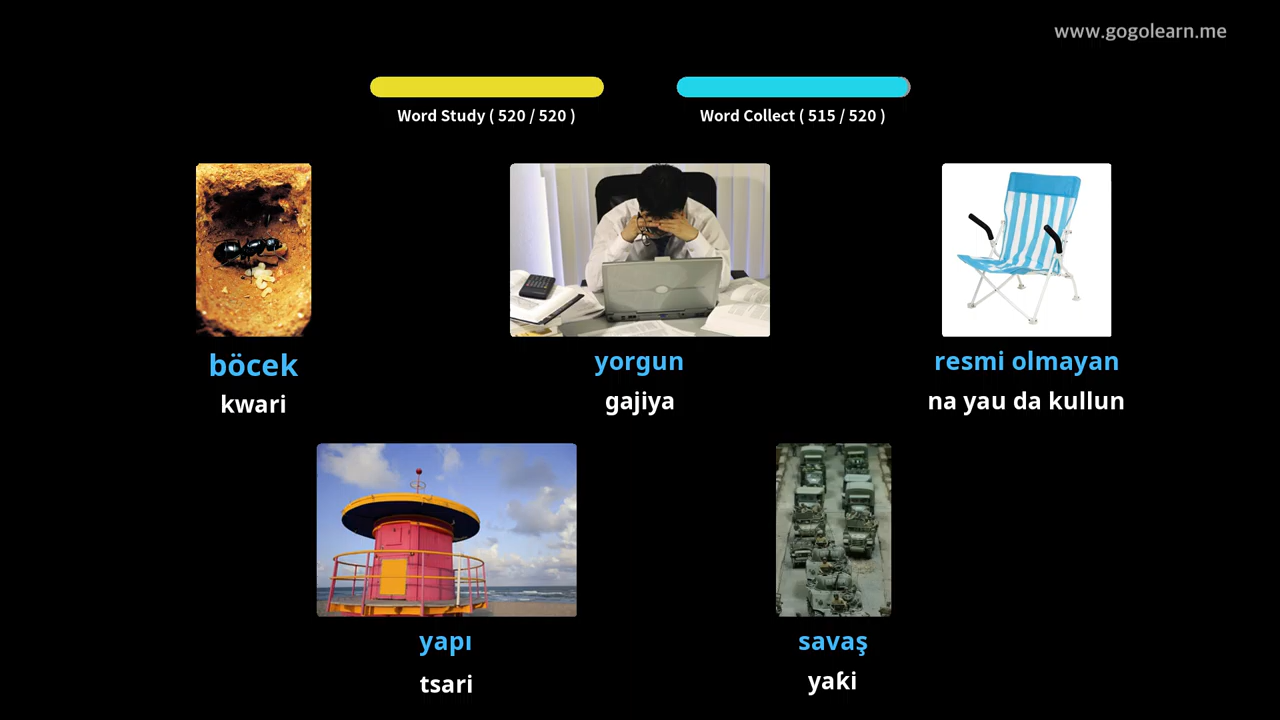 www.gogolearn.me
Word Study ( 520 / 520 )
Word Collect ( 515 / 520 )
böcek
kwari
yorgun
gajiya
resmi olmayan
na yau da kullun
yapı
tsari
savaş
yaƙi